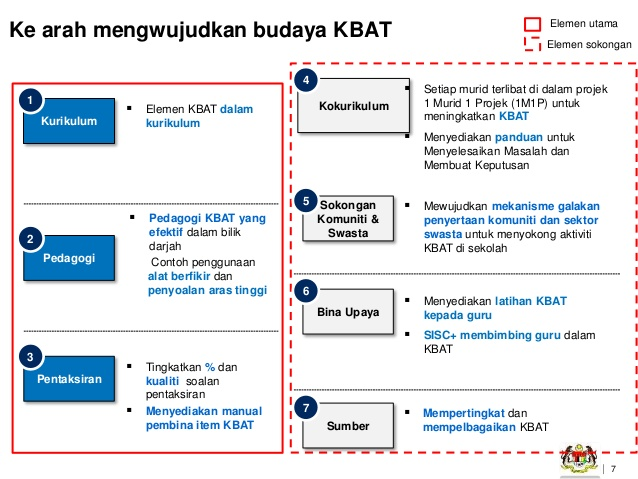 Ke arah mengwujudkan budaya KBAT
Elemen utama
Elemen sokongan
1
Kurikulum
▪ Elemen KBAT dalam
kurikulum
2
Pedagogi
▪ Pedagogi KBAT yang
efektif dalam bilik
darjah
Contoh penggunaan
alat berfikir dan
penyoalan aras tinggi
3
Pentaksiran
▪ Tingkatkan % dan
kualiti soalan
pentaksiran
▪ Menyediakan manual
pembina item KBAT
4
Kokurikulum
▪ Setiap murid terlibat di dalam projek
1 Murid 1 Projek (1M1P) untuk
meningkatkan KBAT
▪ Menyediakan panduan untuk
Menyelesaikan Masalah dan
Membuat Keputusan
5
Sokongan
Komuniti &
Swasta
▪ Mewujudkan mekanisme galakan
penyertaan komuniti dan sektor
swasta untuk menyokong aktiviti
KBAT di sekolah
6
Bina Upaya
▪ Menyediakan latihan KBAT
kepada guru
▪ SISC+ membimbing guru dalam
KBAT
7
Sumber
▪ Mempertingkat dan
mempelbagaikan KBAT
| 7